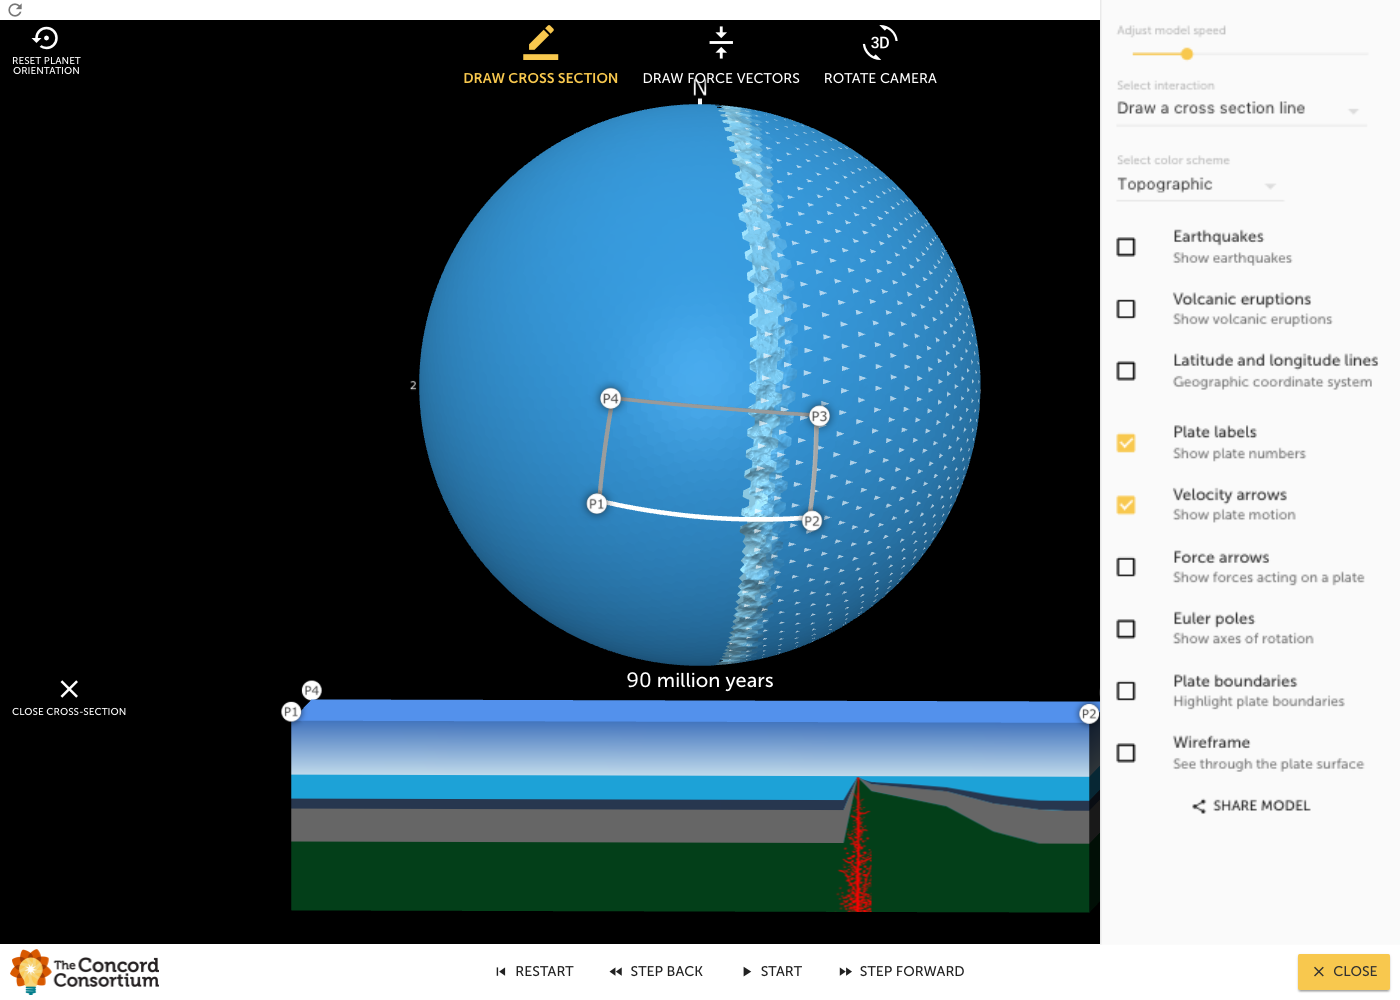 RESET PLANET
ORIENTATION
DRAW CROSS SECTION
DRAW FORCE VECTORS
3D
ROTATE CAMERA
N
2
P4
P3
P1
P2
90 million years
CLOSE CROSS-SECTION
P4
P1
P2
Adjust model speed
Select interaction
Draw a cross section line
Select color scheme
Topographic
Earthquakes
Show earthquakes
Volcanic eruptions
Show volcanic eruptions
Latitude and longitude lines
Geographic coordinate system
Plate labels
Show plate numbers
Velocity arrows
Show plate motion
Force arrows
Show forces acting on a plate
Euler poles
Show axes of rotation
Plate boundaries
Highlight plate boundaries
Wireframe
See through the plate surface
SHARE MODEL
The Concord
Consortium
RESTART
STEP BACK
START
STEP FORWARD
CLOSE